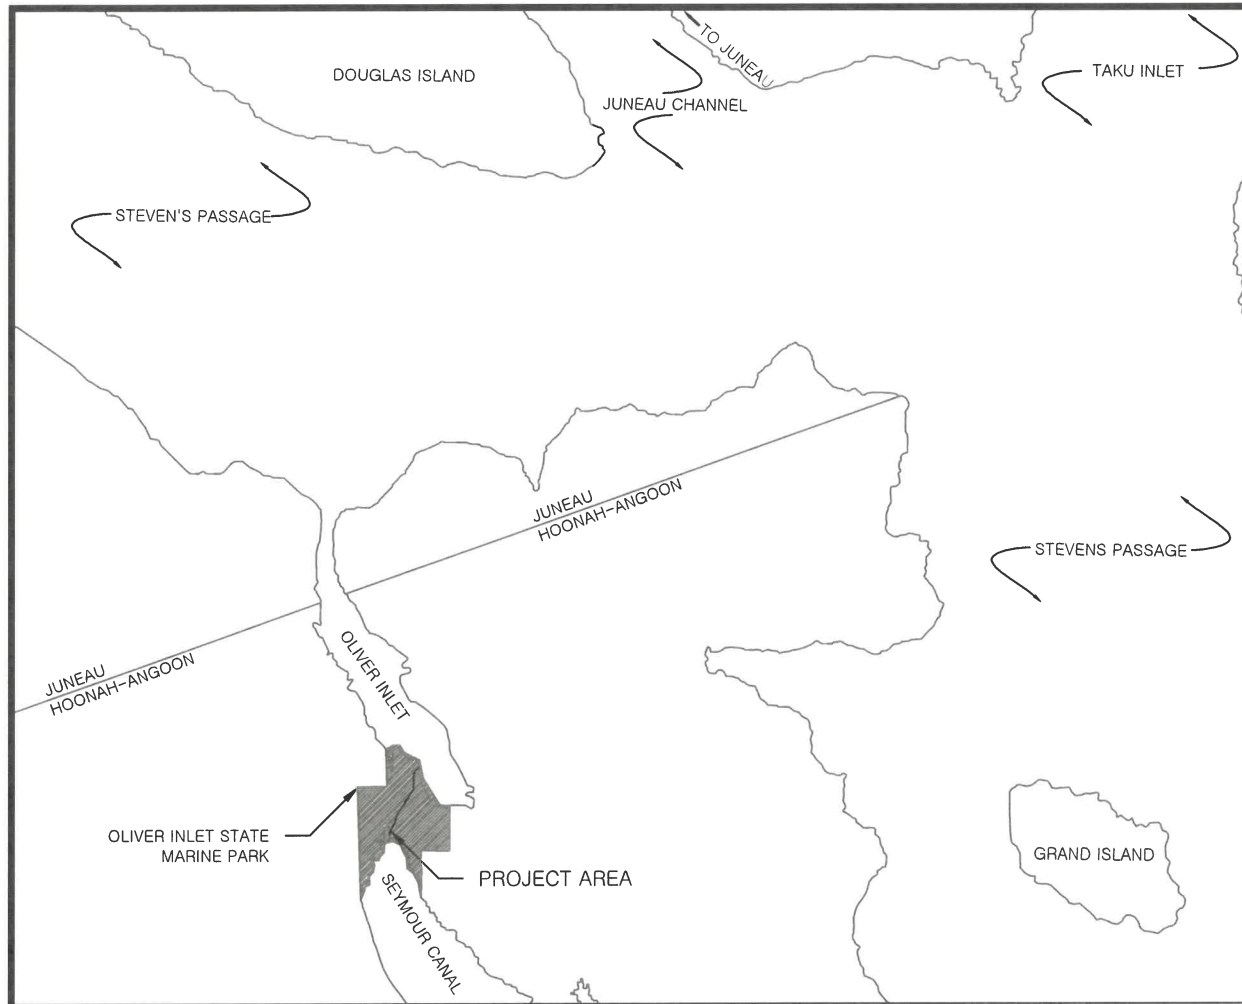 TO JUNEAU
DOUGLAS ISLAND
TAKU INLET
JUNEAU CHANNEL
STEVEN'S PASSAGE
JUNEAU
HOONAH-ANGOON
STEVENS PASSAGE
JUNEAU
HOONAH-ANGOON
OLIVER INLET
OLIVER INLET STATE
MARINE PARK
GRAND ISLAND
PROJECT AREA
SEYMOUR CANAL